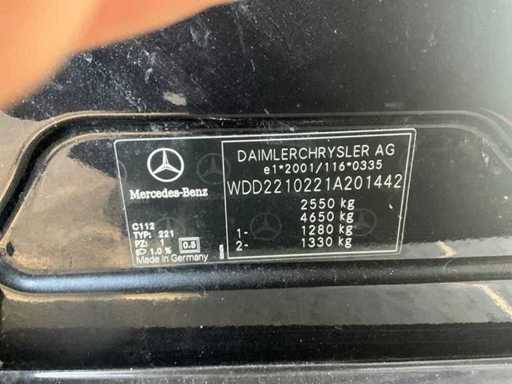 Mercedes-Benz
C112
TYP: 221
PZ: 1
1.0 % 0.5
Made in Germany
DAIMLERCHRYSLER AG
e1*2001/116*0335
WDD2210221A201442
2550 kg
4650 kg
1- 1280 kg
2- 1330 kg